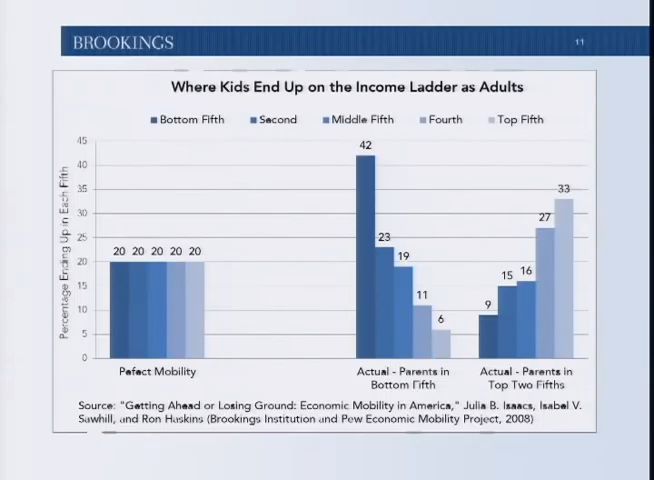 BROOKINGS
11
Where Kids End Up on the Income Ladder as Adults
Bottom Fifth Second Middle Fifth Fourth Top Fifth
Percentage Ending Up in Each Fifth
45
40
35
30
25
20
15
10
5
0
20 20 20 20 20
42
23
19
11
6
9
15
16
27
33
Pefect Mobility
Actual - Parents in
Bottom Fifth
Actual - Parents in
Top Two Fifths
Source: "Getting Ahead or Losing Ground: Economic Mobility in America," Julia B. Isaacs, Isabel V.
Sawhill, and Ron Haskins (Brookings Institution and Pew Economic Mobility Project, 2008)